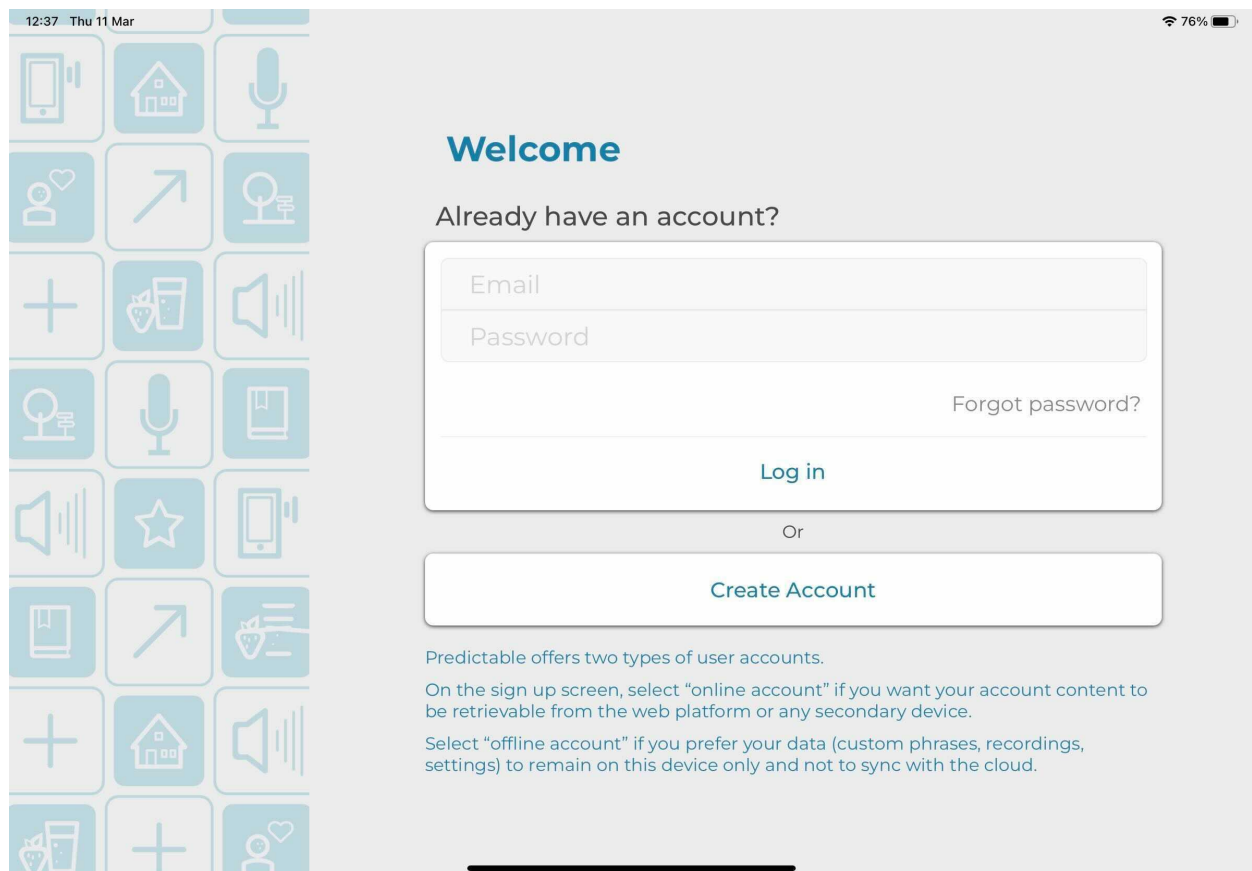 12:37 Thu 11 Mar
76%
Welcome
Already have an account?
Email
Password
Forgot password?
Log in
Or
Create Account
Predictable offers two types of user accounts.
On the sign up screen, select “online account” if you want your account content to
be retrievable from the web platform or any secondary device.
Select “offline account” if you prefer your data (custom phrases, recordings,
settings) to remain on this device only and not to sync with the cloud.